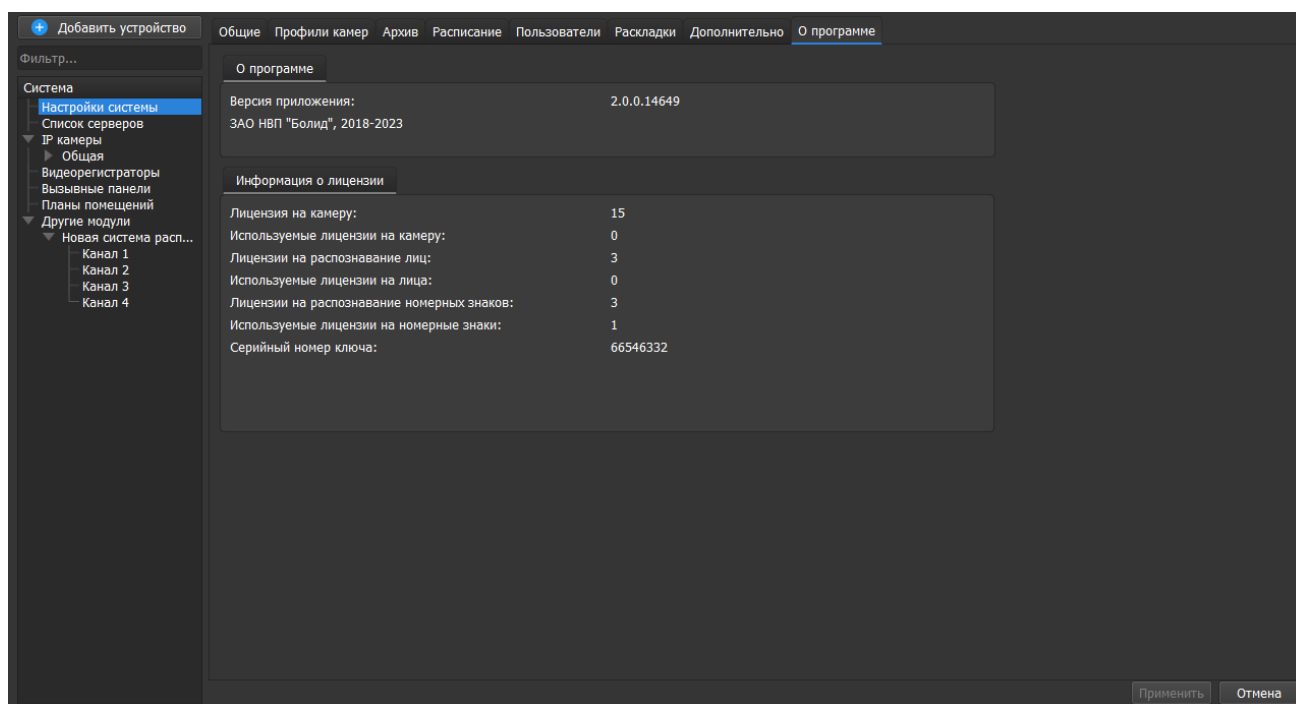 Добавить устройство
Общие Профили камер Архив Расписание Пользователи Раскладки Дополнительно О программе
Фильтр...
Система
Настройки системы
Список серверов
IP камеры
Общая
Видеорегистраторы
Вызывные панели
Планы помещений
Другие модули
Новая система расп...
Канал 1
Канал 2
Канал 3
Канал 4
О программе
Версия приложения: 2.0.0.14649
ЗАО НВП "Болид", 2018-2023
Информация о лицензии
Лицензия на камеру: 15
Используемые лицензии на камеру: 0
Лицензии на распознавание лиц: 3
Используемые лицензии на лица: 0
Лицензии на распознавание номерных знаков: 3
Используемые лицензии на номерные знаки: 1
Серийный номер ключа: 66546332
Применить Отмена